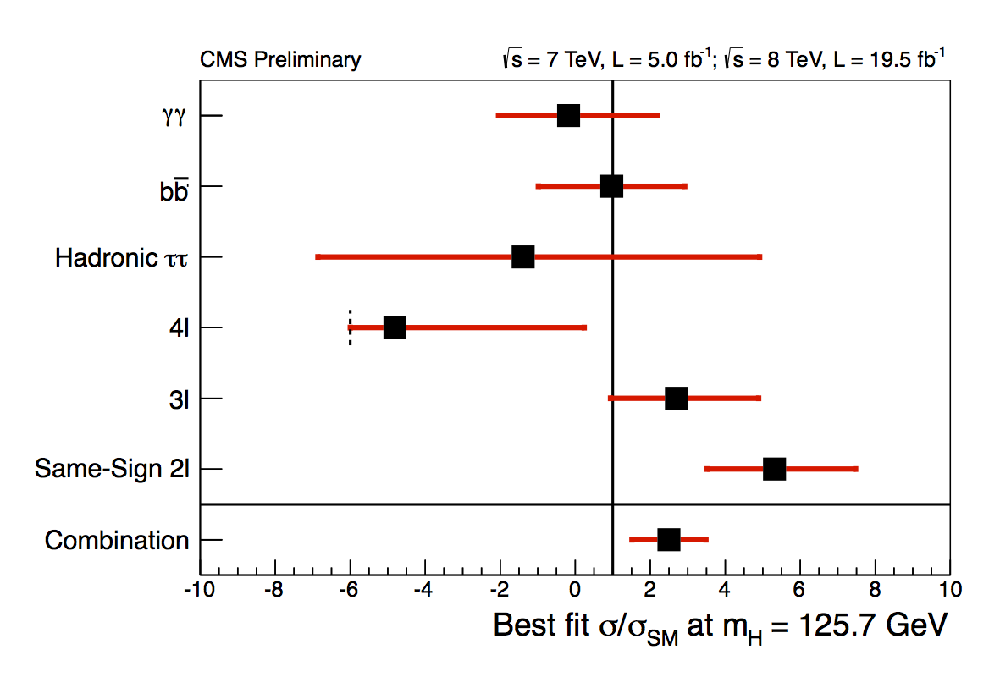 CMS Preliminary √s = 7 TeV, L = 5.0 fb⁻¹; √s = 8 TeV, L = 19.5 fb⁻¹
γγ
bb̅
Hadronic ττ
4l
3l
Same-Sign 2l
Combination
-10 -8 -6 -4 -2 0 2 4 6 8 10
Best fit σ/σ_SM at m_H = 125.7 GeV